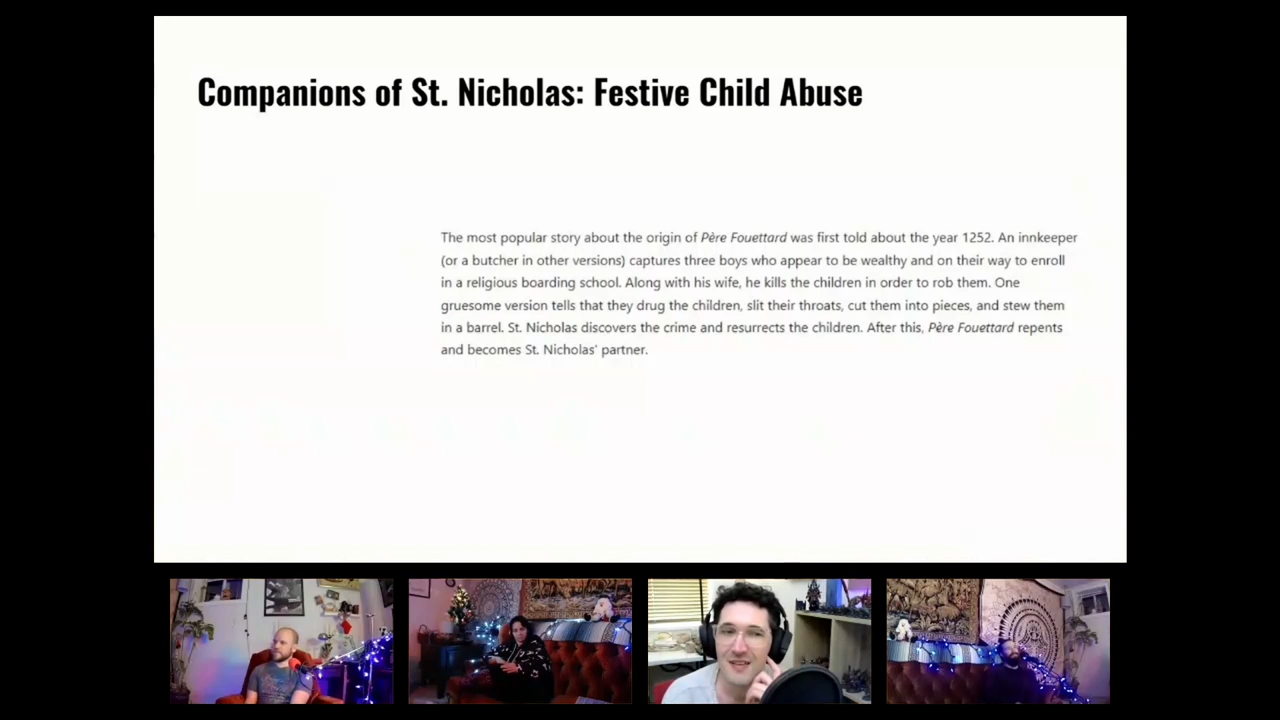 Companions of St. Nicholas: Festive Child Abuse
The most popular story about the origin of Père Fouettard was first told about the year 1252. An innkeeper
(or a butcher in other versions) captures three boys who appear to be wealthy and on their way to enroll
in a religious boarding school. Along with his wife, he kills the children in order to rob them. One
gruesome version tells that they drug the children, slit their throats, cut them into pieces, and stew them
in a barrel. St. Nicholas discovers the crime and resurrects the children. After this, Père Fouettard repents
and becomes St. Nicholas' partner.